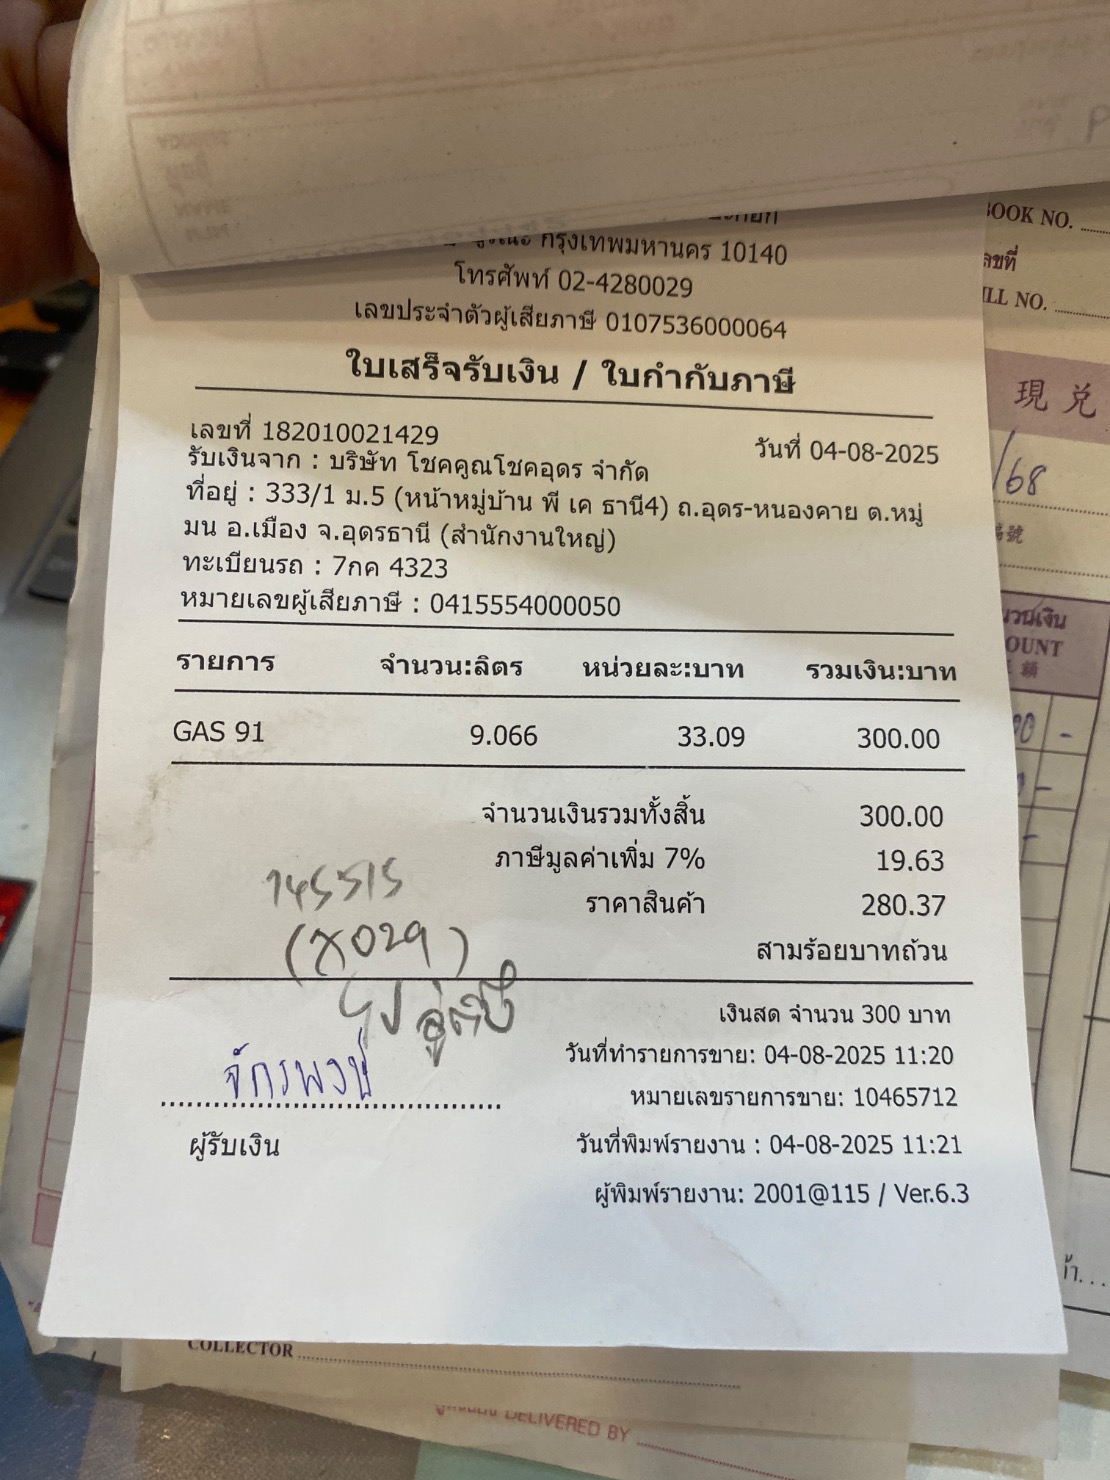 กรุงเทพมหานคร 10140
โทรศัพท์ 02-4280029
เลขประจำตัวผู้เสียภาษี 0107536000064
ใบเสร็จรับเงิน / ใบกำกับภาษี
เลขที่ 182010021429
วันที่ 04-08-2025
รับเงินจาก : บริษัท โชคคูณโชคอุดร จำกัด
ที่อยู่ : 333/1 ม.5 (หน้าหมู่บ้าน พี เค ธานี4) ถ.อุดร-หนองคาย ต.หมู่
มน อ.เมือง จ.อุดรธานี (สำนักงานใหญ่)
ทะเบียนรถ : 7กค 4323
หมายเลขผู้เสียภาษี : 0415554000050
รายการ จำนวน:ลิตร หน่วยละ:บาท รวมเงิน:บาท
GAS 91 9.066 33.09 300.00
จำนวนเงินรวมทั้งสิ้น 300.00
ภาษีมูลค่าเพิ่ม 7% 19.63
ราคาสินค้า 280.37
สามร้อยบาทถ้วน
เงินสด จำนวน 300 บาท
วันที่ทำรายการขาย: 04-08-2025 11:20
หมายเลขรายการขาย: 10465712
วันที่พิมพ์รายงาน : 04-08-2025 11:21
ผู้พิมพ์รายงาน: 2001@115 / Ver.6.3
จักรพงษ์
ผู้รับเงิน
BOOK NO.
NO.
現 兌
/68
COLLECTOR
DELIVERED BY